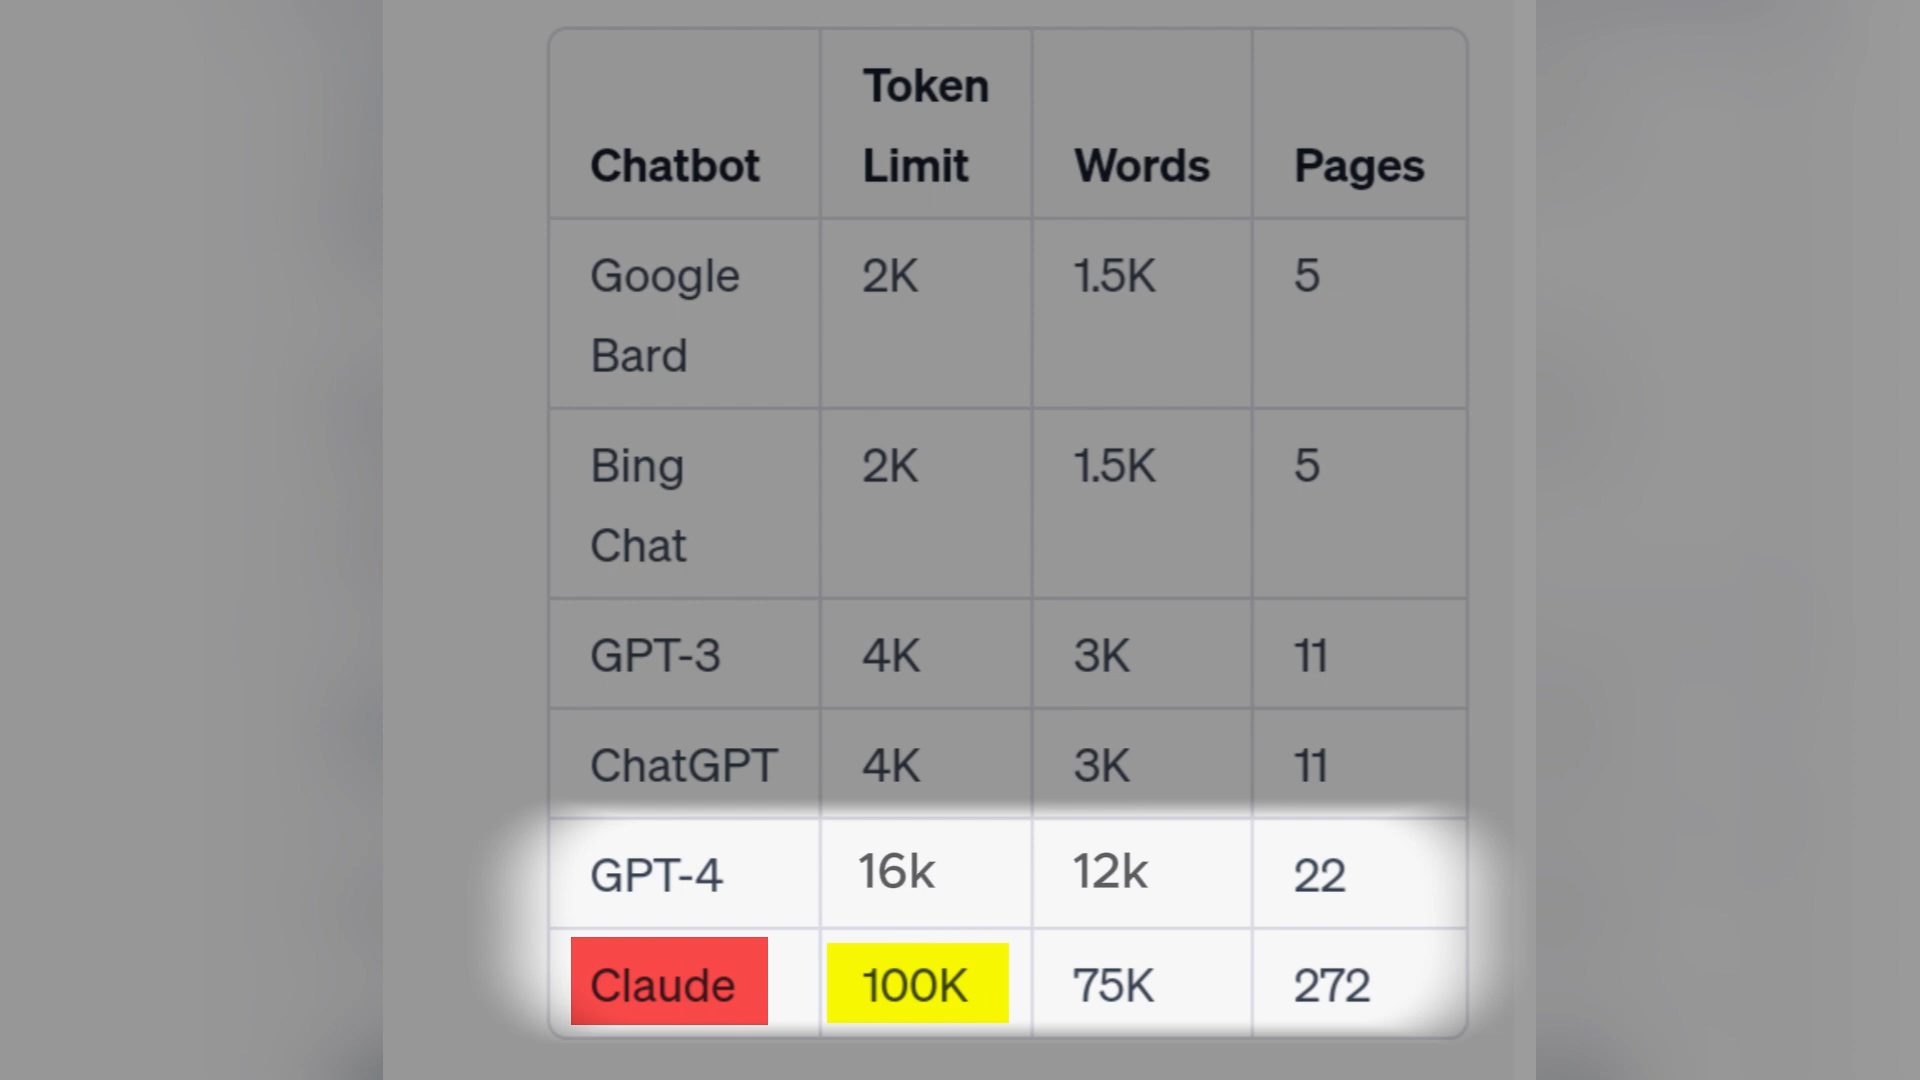 Chatbot Token Limit Words Pages
Google Bard 2K 1.5K 5
Bing Chat 2K 1.5K 5
GPT-3 4K 3K 11
ChatGPT 4K 3K 11
GPT-4 16k 12k 22
Claude 100K 75K 272